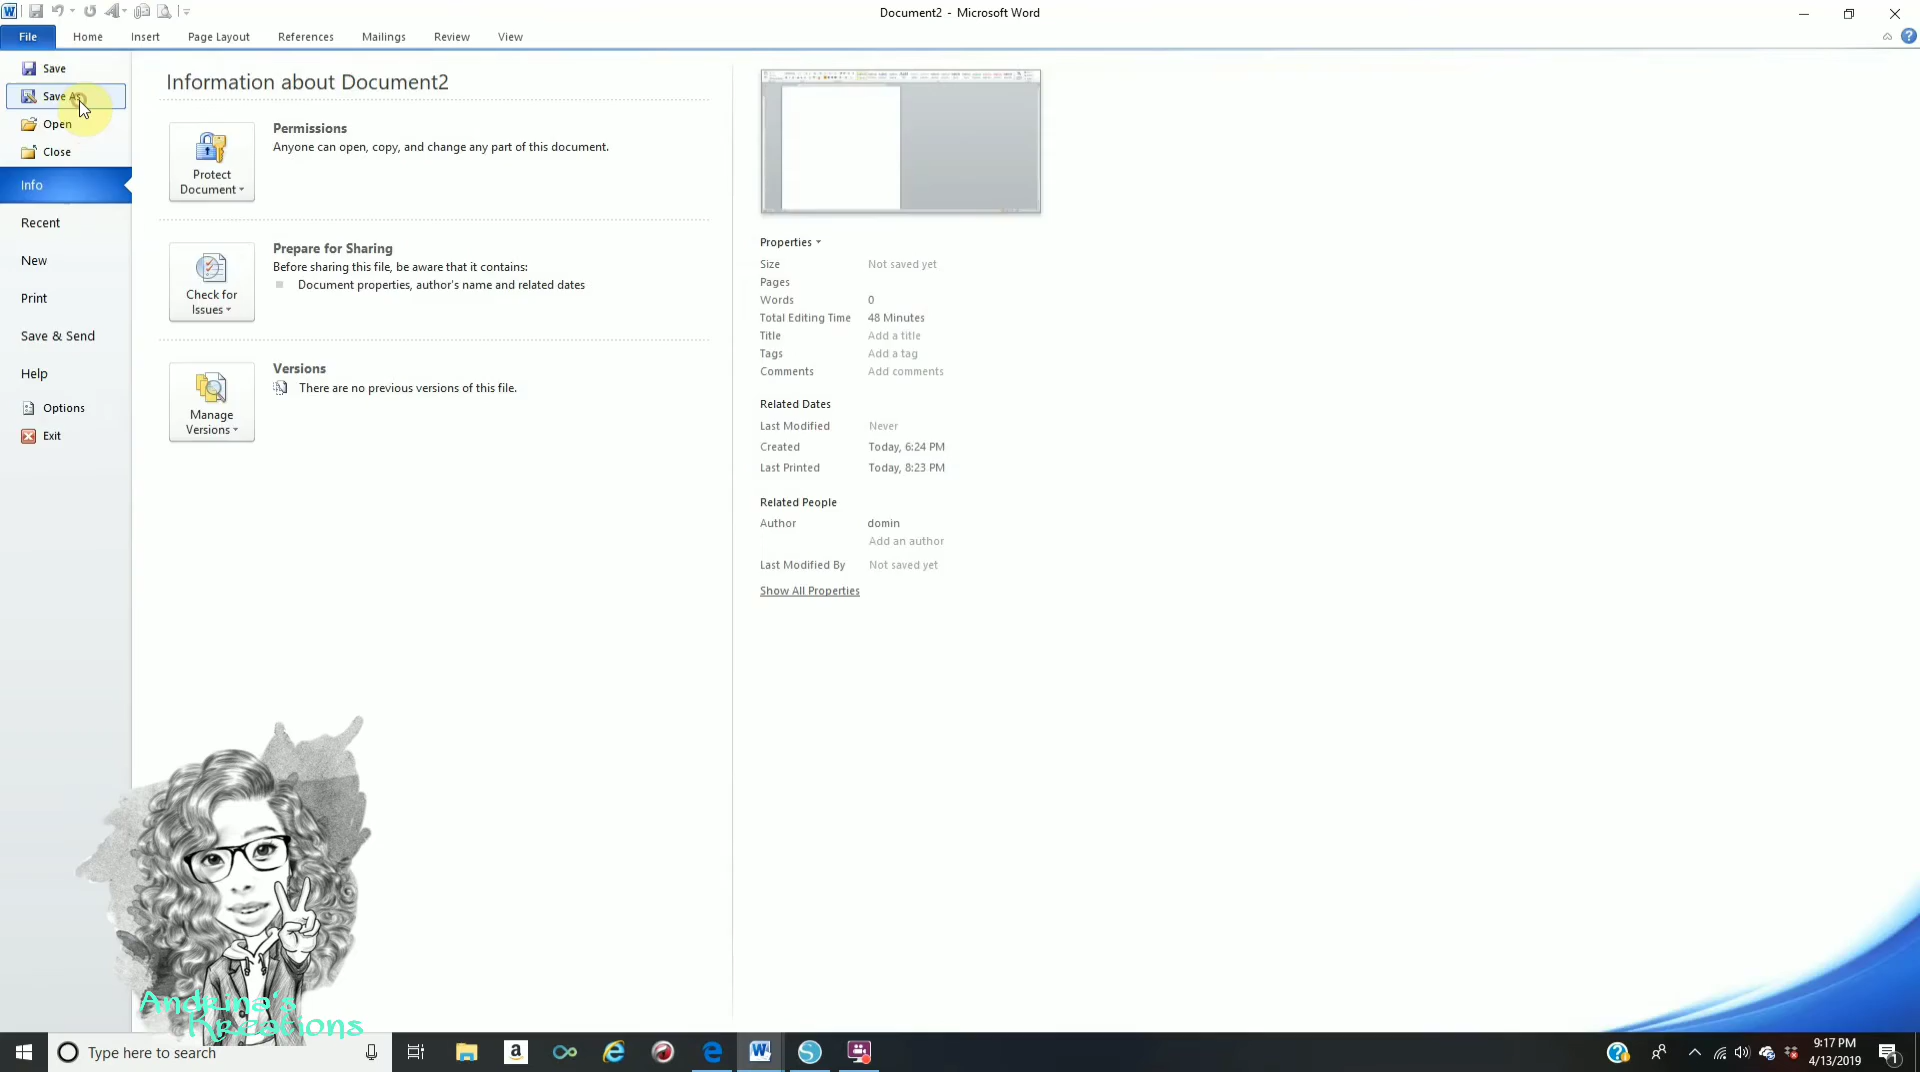 Document2 - Microsoft Word
File Home Insert Page Layout References Mailings Review View
Save
Save As
Open
Close
Info
Recent
New
Print
Save & Send
Help
Options
Exit
Information about Document2
Protect Document
Permissions
Anyone can open, copy, and change any part of this document.
Check for Issues
Prepare for Sharing
Before sharing this file, be aware that it contains:
Document properties, author's name and related dates
Manage Versions
Versions
There are no previous versions of this file.
Properties
Size Not saved yet
Pages
Words 0
Total Editing Time 48 Minutes
Title Add a title
Tags Add a tag
Comments Add comments
Related Dates
Last Modified Never
Created Today, 6:24 PM
Last Printed Today, 8:23 PM
Related People
Author domin
Add an author
Last Modified By Not saved yet
Show All Properties
Andrina's
Kreations
Type here to search
9:17 PM
4/13/2019
1